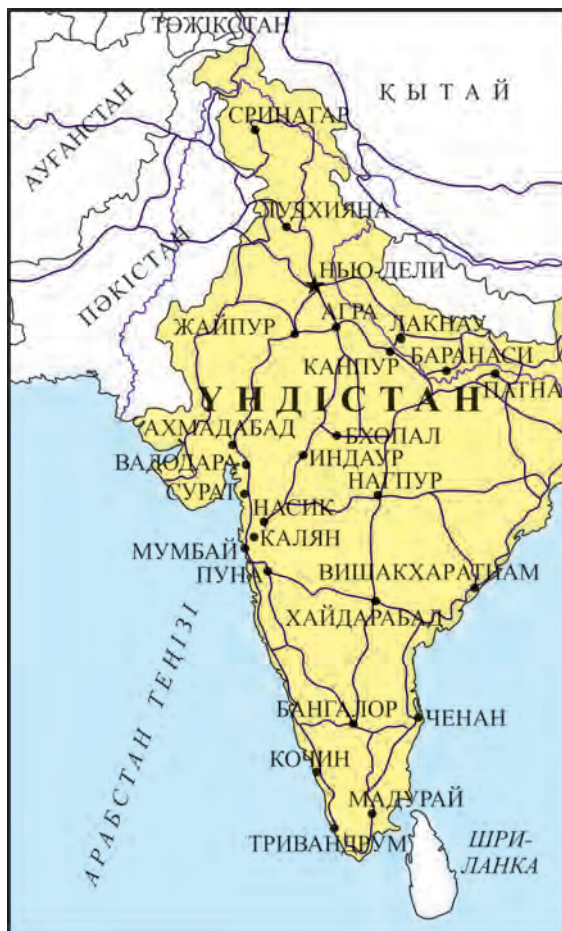 ТӘЖІКСТАН
ҚЫТАЙ
АУҒАНСТАН
СРИНАГАР
ЛУДХИЯНА
ПӘКІСТАН
НЬЮ-ДЕЛИ
АГРА
ЖАЙПУР
ЛАКНАУ
КАНПУР
БАРАНАСИ
ПАТНА
ҮНДІСТАН
АХМАДАБАД
БХОПАЛ
ВАДОДАРА
ИНДАУР
СУРАТ
НАГПУР
НАСИК
КАЛЯН
МУМБАЙ
ПУНА
ВИШАКХАРАТНАМ
ХАЙДАРАБАД
АРАБСТАН ТЕҢІЗІ
БАНГАЛОР
ЧЕНАН
КОЧИН
МАДУРАЙ
ТРИВАНДРУМ
ШРИ-
ЛАНКА